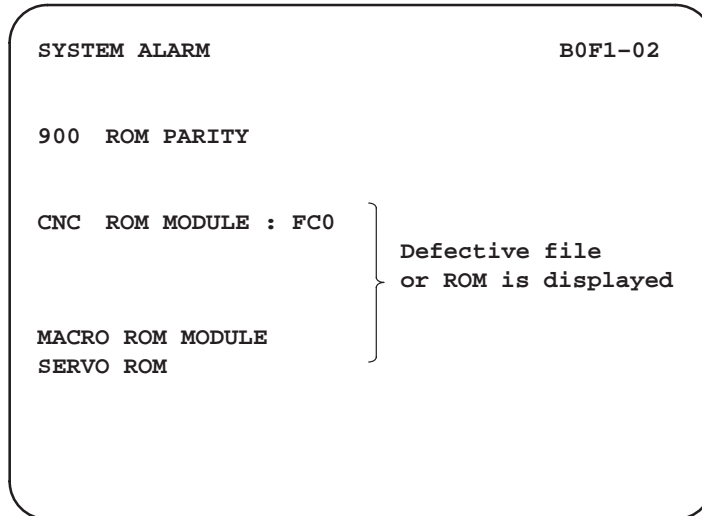 SYSTEM ALARM B0F1-02
900 ROM PARITY
CNC ROM MODULE : FC0
Defective file
or ROM is displayed
MACRO ROM MODULE
SERVO ROM